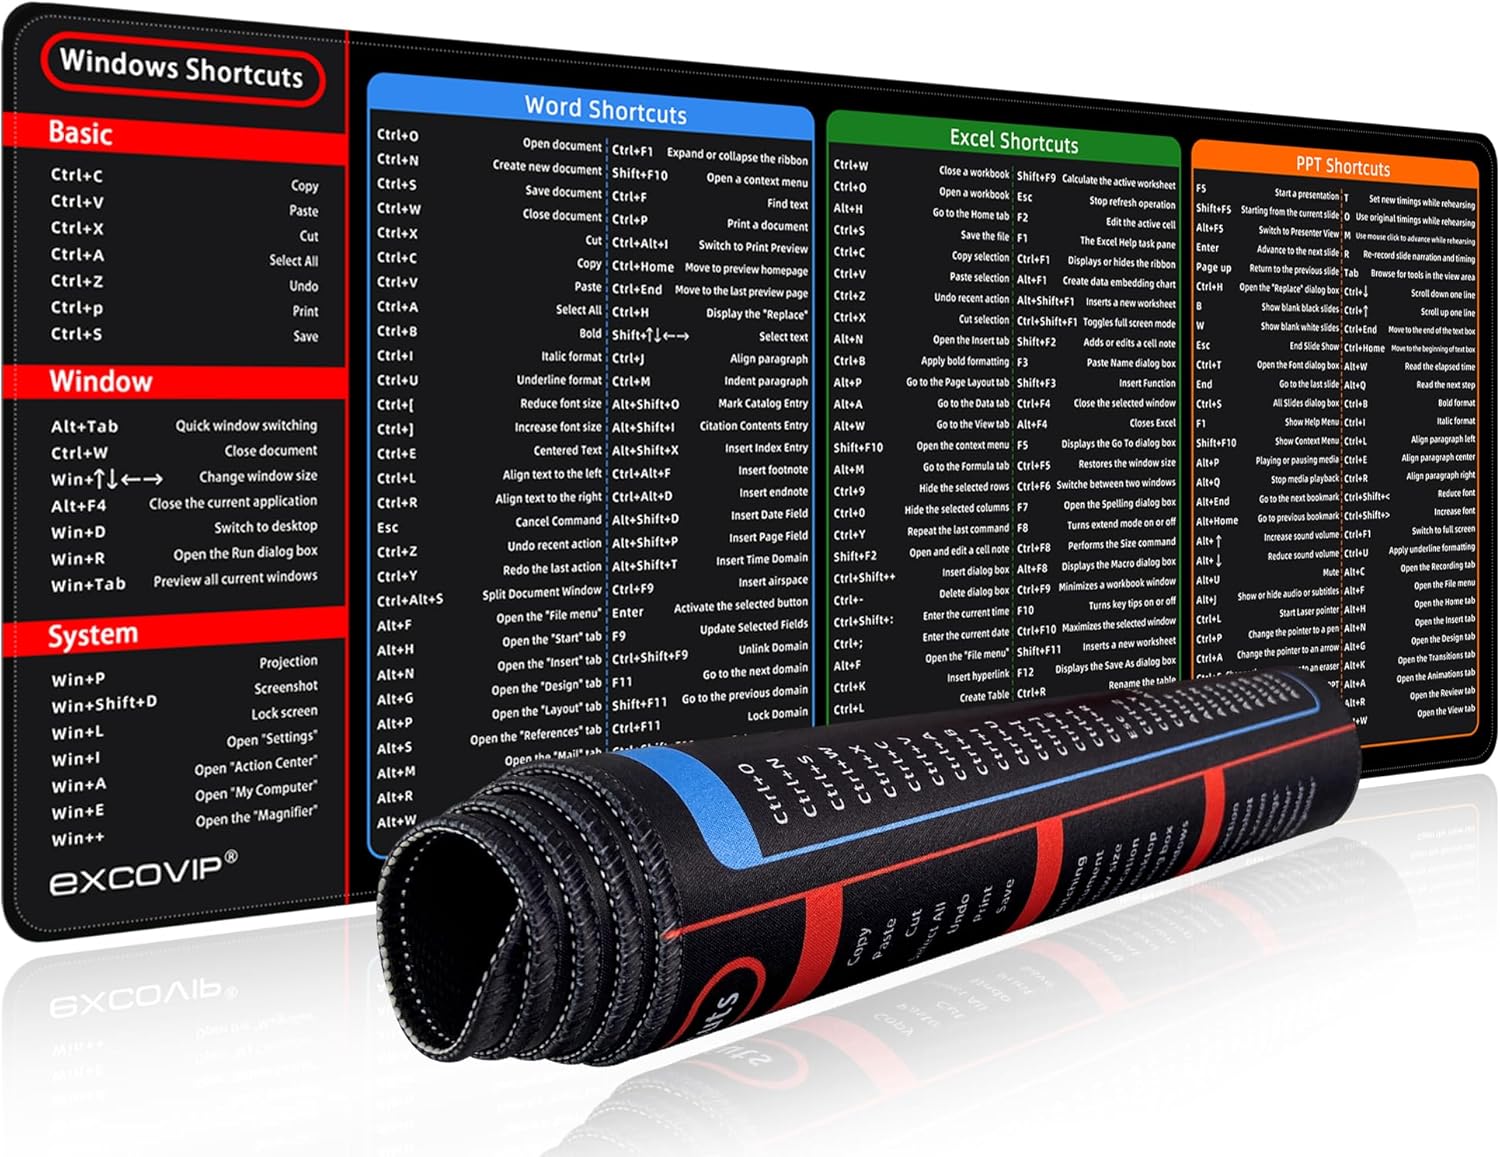 Windows Shortcuts
Basic
Ctrl+C Copy
Ctrl+V Paste
Ctrl+X Cut
Ctrl+A Select All
Ctrl+Z Undo
Ctrl+p Print
Ctrl+S Save
Window
Alt+Tab Quick window switching
Ctrl+W Close document
Win+↑↓←→ Change window size
Alt+F4 Close the current application
Win+D Switch to desktop
Win+R Open the Run dialog box
Win+Tab Preview all current windows
System
Win+P Projection
Win+Shift+D Screenshot
Win+L Lock screen
Win+I Open "Settings"
Win+A Open "Action Center"
Win+E Open "My Computer"
Win++ Open the "Magnifier"
excovip®
Word Shortcuts
Ctrl+O Open document
Ctrl+N Create new document
Ctrl+S Save document
Ctrl+W Close document
Ctrl+X Cut
Ctrl+C Copy
Ctrl+V Paste
Ctrl+A Select All
Ctrl+B Bold
Ctrl+I Italic format
Ctrl+U Underline format
Ctrl+[ Reduce font size
Ctrl+] Increase font size
Ctrl+E Centered Text
Ctrl+L Align text to the left
Ctrl+R Align text to the right
Esc Cancel Command
Ctrl+Z Undo recent action
Ctrl+Y Redo the last action
Ctrl+Alt+S Split Document Window
Alt+F Open the "File menu"
Alt+H Open the "Start" tab
Alt+N Open the "Insert" tab
Alt+G Open the "Design" tab
Alt+P Open the "Layout" tab
Alt+S Open the "References" tab
Alt+M Open the "Mail" tab
Alt+R
Alt+W
Ctrl+F1 Expand or collapse the ribbon
Shift+F10 Open a context menu
Ctrl+F Find text
Ctrl+P Print a document
Ctrl+Alt+I Switch to Print Preview
Ctrl+Home Move to preview homepage
Ctrl+End Move to the last preview page
Ctrl+H Display the "Replace"
Shift+↑↓←→ Select text
Ctrl+J Align paragraph
Ctrl+M Indent paragraph
Alt+Shift+O Mark Catalog Entry
Alt+Shift+I Citation Contents Entry
Alt+Shift+X Insert Index Entry
Ctrl+Alt+F Insert footnote
Ctrl+Alt+D Insert endnote
Alt+Shift+D Insert Date Field
Alt+Shift+P Insert Page Field
Alt+Shift+T Insert Time Domain
Ctrl+F9 Insert airspace
Enter Activate the selected button
F9 Update Selected Fields
Ctrl+Shift+F9 Unlink Domain
F11 Go to the next domain
Shift+F11 Go to the previous domain
Ctrl+F11 Lock Domain
Excel Shortcuts
Ctrl+W Close a workbook
Ctrl+O Open a workbook
Alt+H Go to the Home tab
Ctrl+S Save the file
Ctrl+C Copy selection
Ctrl+V Paste selection
Ctrl+Z Undo recent action
Ctrl+X Cut selection
Alt+N Open the Insert tab
Ctrl+B Apply bold formatting
Alt+P Go to the Page Layout tab
Alt+A Go to the Data tab
Alt+W Go to the View tab
Shift+F10 Open the context menu
Alt+M Go to the Formula tab
Ctrl+9 Hide the selected rows
Ctrl+0 Hide the selected columns
Ctrl+Y Repeat the last command
Shift+F2 Open and edit a cell note
Ctrl+Shift++ Insert dialog box
Ctrl+- Delete dialog box
Ctrl+Shift+: Enter the current time
Ctrl+; Enter the current date
Alt+F Open the "File menu"
Ctrl+K Insert hyperlink
Ctrl+L Create Table
Shift+F9 Calculate the active worksheet
Esc Stop refresh operation
F2 Edit the active cell
F1 The Excel Help task pane
Ctrl+F1 Displays or hides the ribbon
Alt+F1 Create data embedding chart
Alt+Shift+F1 Inserts a new worksheet
Ctrl+Shift+F1 Toggles full screen mode
Shift+F2 Adds or edits a cell note
F3 Paste Name dialog box
Shift+F3 Insert Function
Ctrl+F4 Close the selected window
Alt+F4 Closes Excel
F5 Displays the Go To dialog box
Ctrl+F5 Restores the window size
Ctrl+F6 Switche between two windows
F7 Open the Spelling dialog box
F8 Turns extend mode on or off
Ctrl+F8 Performs the Size command
Alt+F8 Displays the Macro dialog box
Ctrl+F9 Minimizes a workbook window
F10 Turns key tips on or off
Ctrl+F10 Maximizes the selected window
Shift+F11 Inserts a new worksheet
F12 Displays the Save As dialog box
Ctrl+R Rename the table
PPT Shortcuts
F5 Start a presentation
Shift+F5 Starting from the current slide
Alt+F5 Switch to Presenter View
Enter Advance to the next slide
Page up Return to the previous slide
Ctrl+H Open the "Replace" dialog box
B Show blank black slides
W Show blank white slides
Esc End Slide Show
Ctrl+T Open the Font dialog box
End Go to the last slide
Ctrl+S All Slides dialog box
F1 Show Help Menu
Shift+F10 Show Context Menu
Alt+P Playing or pausing media
Alt+Q Stop media playback
Alt+End Go to the next bookmark
Alt+Home Go to previous bookmark
Alt+↑ Increase sound volume
Alt+↓ Reduce sound volume
Alt+U Mute
Alt+J Show or hide audio or subtitles
Ctrl+L Start Laser pointer
Ctrl+P Change the pointer to a pen
Ctrl+A Change the pointer to an arrow
T Set new timings while rehearsing
O Use original timings while rehearsing
M Use mouse click to advance while rehearsing
R Re-record slide narration and timing
Tab Browse for tools in the view area
Ctrl+↓ Scroll down one line
Ctrl+↑ Scroll up one line
Ctrl+End Move to the end of the text box
Ctrl+Home Move to the beginning of text box
Alt+W Read the elapsed time
Alt+Q Read the next step
Ctrl+B Bold format
Ctrl+I Italic format
Ctrl+L Align paragraph left
Ctrl+E Align paragraph center
Ctrl+R Align paragraph right
Ctrl+Shift+< Reduce font
Ctrl+Shift+> Increase font
Ctrl+F1 Switch to full screen
Ctrl+U Apply underline formatting
Alt+C Open the Recording tab
Alt+F Open the File menu
Alt+H Open the Home tab
Alt+N Open the Insert tab
Alt+G Open the Design tab
Alt+K Open the Transitions tab
Alt+A Open the Animations tab
Alt+R Open the Review tab
+W Open the View tab
Ctrl+O
Ctrl+N
Ctrl+S
Ctrl+W
Ctrl+X
Ctrl+C
Ctrl+V
Ctrl+A
Ctrl+B
Copy
Paste
Cut
Undo
Print
Save